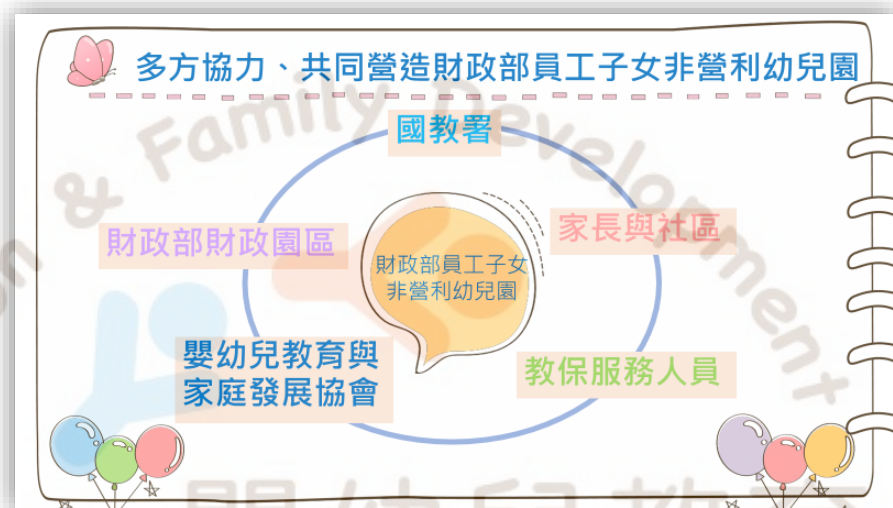 多方協力、共同營造財政部員工子女非營利幼兒園
國教署
財政部財政園區
家長與社區
財政部員工子女
非營利幼兒園
嬰幼兒教育與
家庭發展協會
教保服務人員
& Family Development